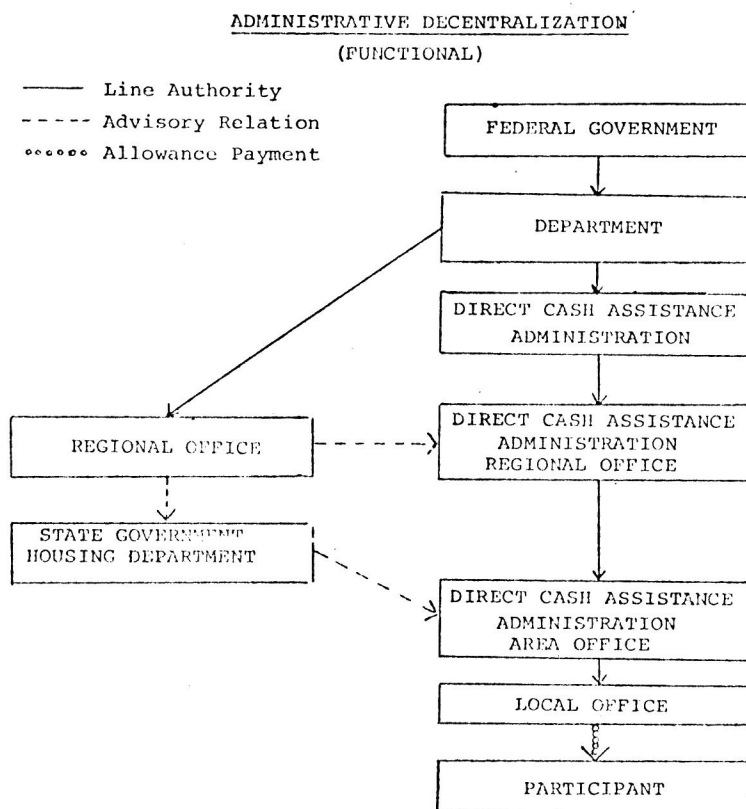 ADMINISTRATIVE DECENTRALIZATION
(FUNCTIONAL)
Line Authority
Advisory Relation
Allowance Payment
FEDERAL GOVERNMENT
DEPARTMENT
DIRECT CASH ASSISTANCE
ADMINISTRATION
REGIONAL OFFICE
DIRECT CASH ASSISTANCE
ADMINISTRATION
REGIONAL OFFICE
STATE GOVERNMENT
HOUSING DEPARTMENT
DIRECT CASH ASSISTANCE
ADMINISTRATION
AREA OFFICE
LOCAL OFFICE
PARTICIPANT